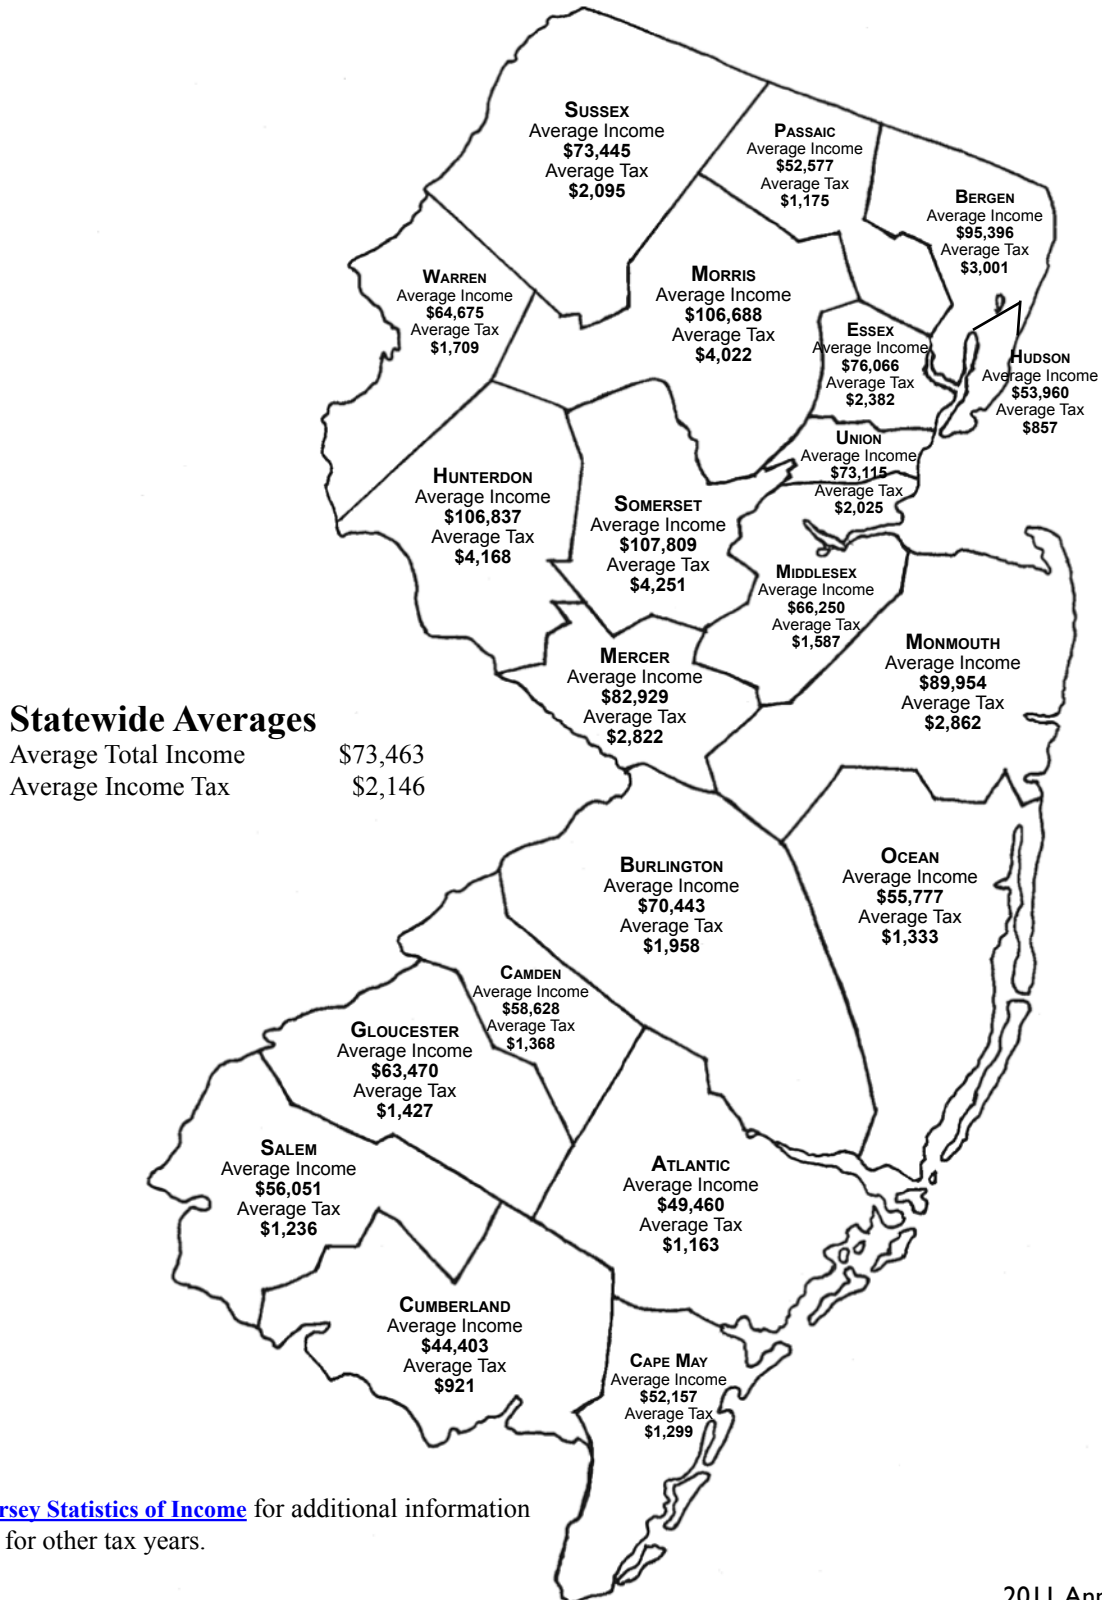 SUSSEX
Average Income
$73,445
Average Tax
$2,095
PASSAIC
Average Income
$52,577
Average Tax
$1,175
BERGEN
Average Income
$95,396
Average Tax
$3,001
WARREN
Average Income
$64,675
Average Tax
$1,709
MORRIS
Average Income
$106,688
Average Tax
$4,022
ESSEX
Average Income
$76,066
Average Tax
$2,382
HUDSON
Average Income
$53,960
Average Tax
$857
UNION
Average Income
$73,115
Average Tax
$2,025
HUNTERDON
Average Income
$106,837
Average Tax
$4,168
SOMERSET
Average Income
$107,809
Average Tax
$4,251
MIDDLESEX
Average Income
$66,250
Average Tax
$1,587
MONMOUTH
Average Income
$89,954
Average Tax
$2,862
MERCER
Average Income
$82,929
Average Tax
$2,822
Statewide Averages
Average Total Income $73,463
Average Income Tax $2,146
BURLINGTON
Average Income
$70,443
Average Tax
$1,958
OCEAN
Average Income
$55,777
Average Tax
$1,333
CAMDEN
Average Income
$58,628
Average Tax
$1,368
GLOUCESTER
Average Income
$63,470
Average Tax
$1,427
SALEM
Average Income
$56,051
Average Tax
$1,236
ATLANTIC
Average Income
$49,460
Average Tax
$1,163
CUMBERLAND
Average Income
$44,403
Average Tax
$921
CAPE MAY
Average Income
$52,157
Average Tax
$1,299
rsey Statistics of Income for additional information
for other tax years.
2011 Ann